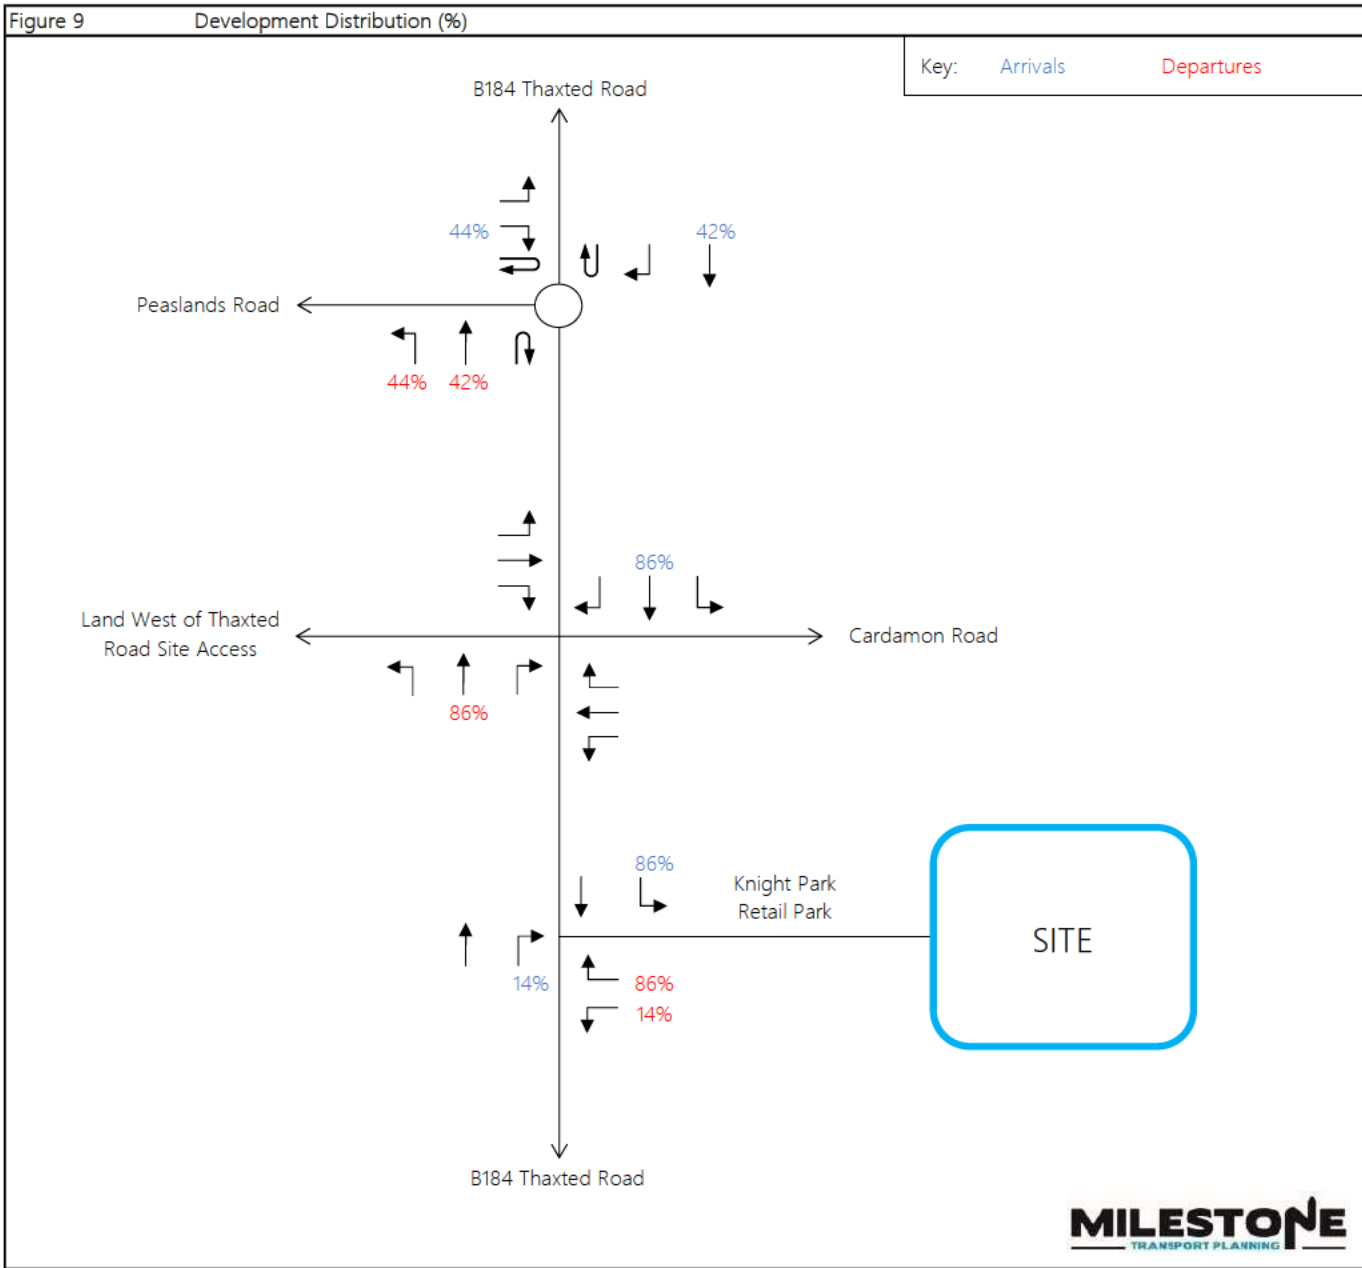 Figure 9 Development Distribution (%)
Key: Arrivals Departures
B184 Thaxted Road
44%
42%
Peaslands Road
44% 42%
86%
Land West of Thaxted
Road Site Access
Cardamon Road
86%
86%
Knight Park
Retail Park
SITE
14%
86%
14%
B184 Thaxted Road
MILESTONE
TRANSPORT PLANNING